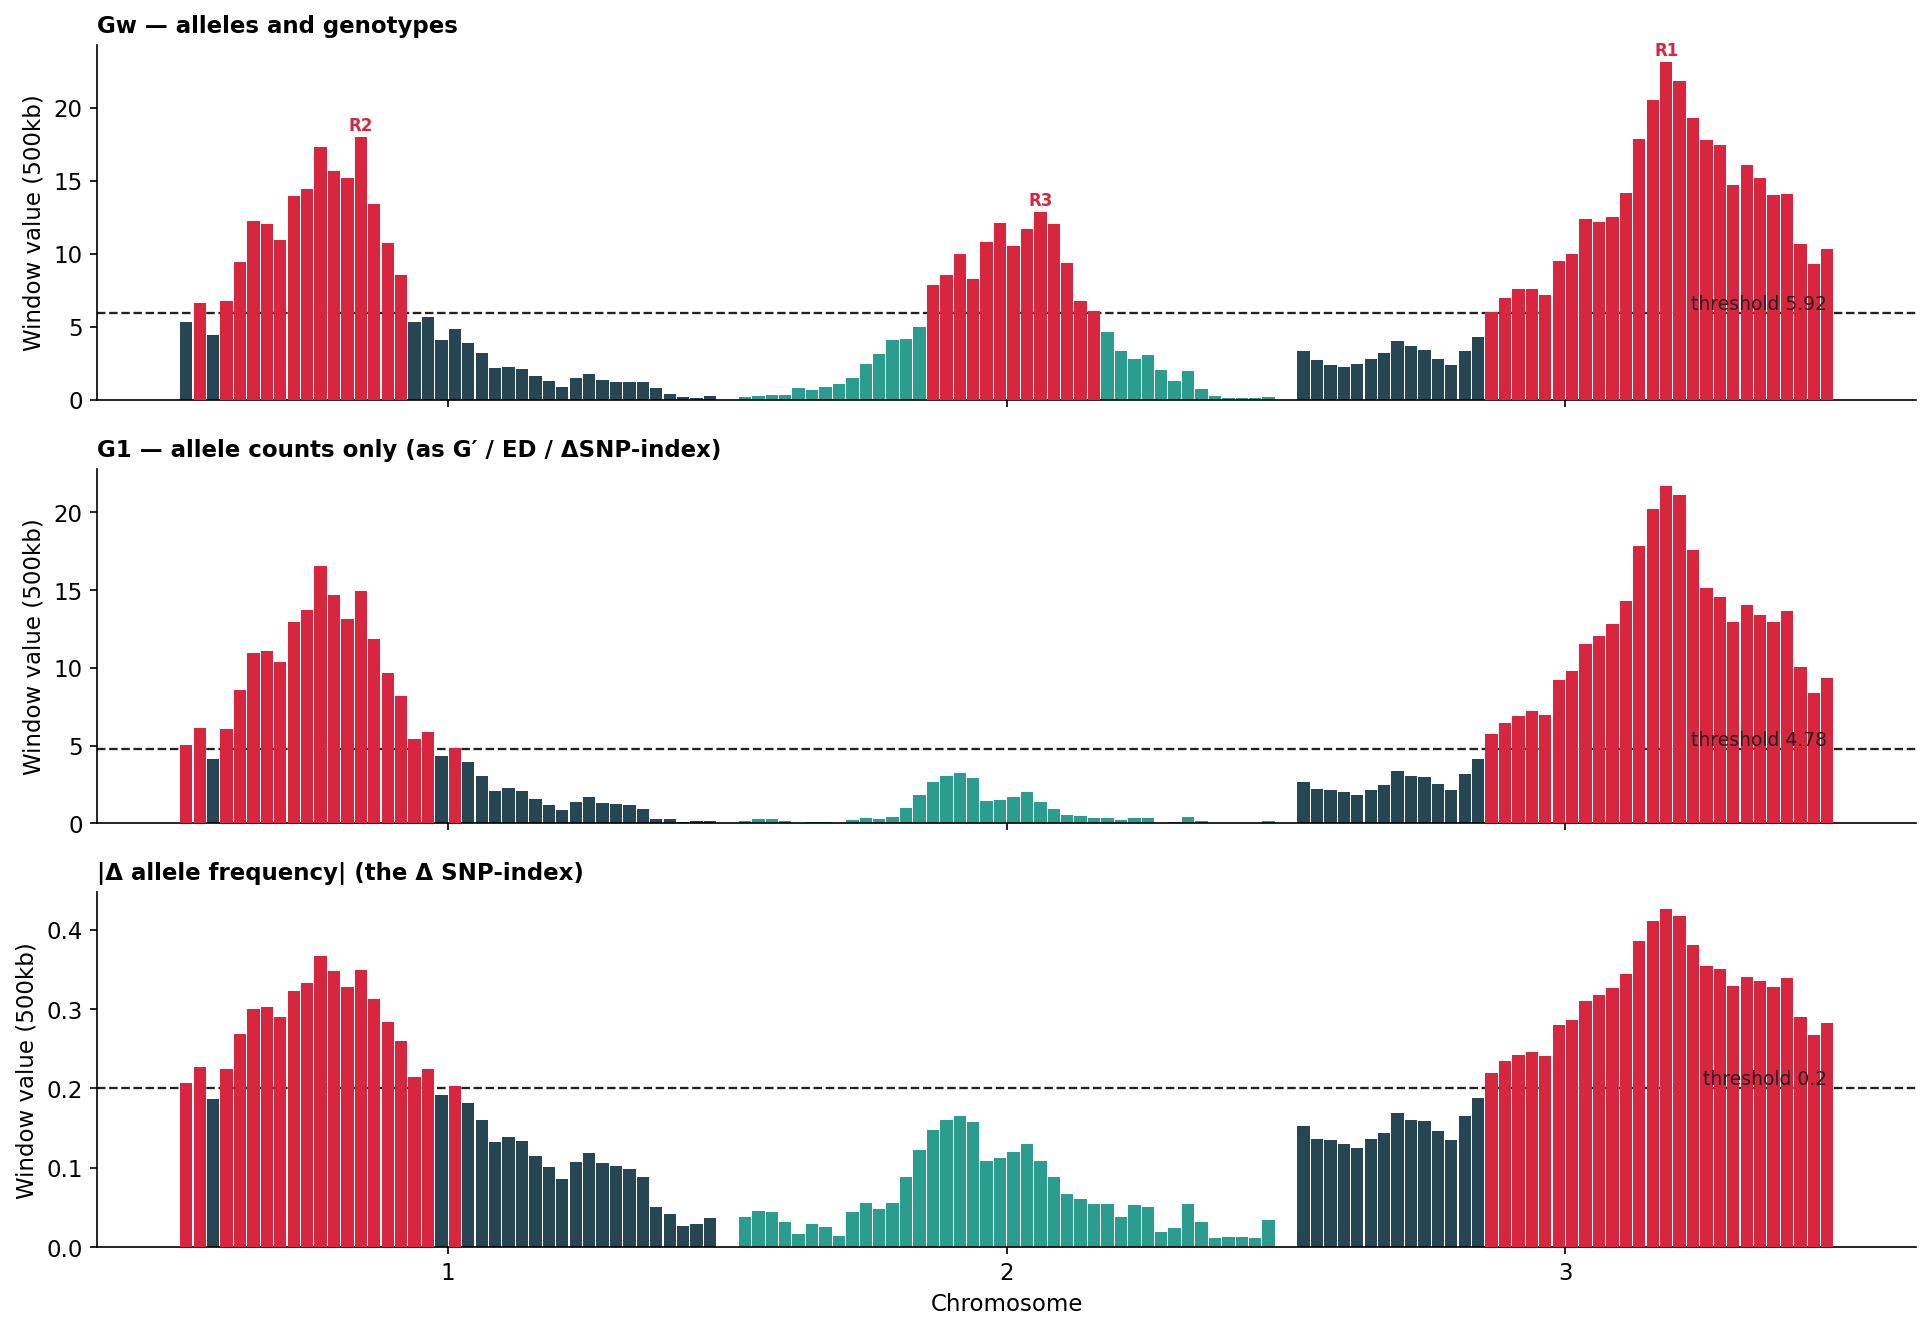 Gw — alleles and genotypes
Window value (500kb)
20
15
10
5
0
R2
R3
R1
threshold 5.92
G1 — allele counts only (as G′ / ED / ΔSNP-index)
Window value (500kb)
20
15
10
5
0
threshold 4.78
|Δ allele frequency| (the Δ SNP-index)
Window value (500kb)
0.4
0.3
0.2
0.1
0.0
threshold 0.2
1
2
3
Chromosome